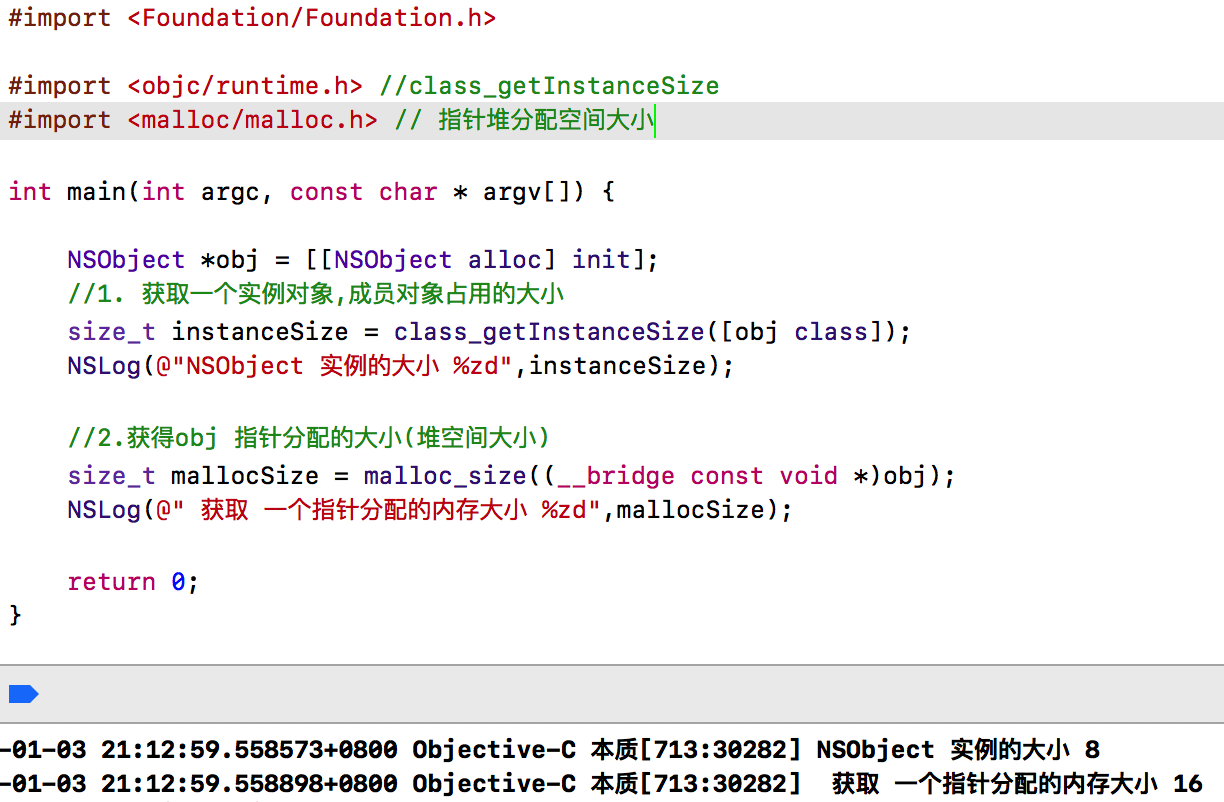 #import <Foundation/Foundation.h>
#import <objc/runtime.h> //class_getInstanceSize
#import <malloc/malloc.h> // 指针堆分配空间大小
int main(int argc, const char * argv[]) {
NSObject *obj = [[NSObject alloc] init];
//1. 获取一个实例对象,成员对象占用的大小
size_t instanceSize = class_getInstanceSize([obj class]);
NSLog(@"NSObject 实例的大小 %zd",instanceSize);
//2.获得obj 指针分配的大小(堆空间大小)
size_t mallocSize = malloc_size((__bridge const void *)obj);
NSLog(@" 获取 一个指针分配的内存大小 %zd",mallocSize);
return 0;
}
-01-03 21:12:59.558573+0800 Objective-C 本质[713:30282] NSObject 实例的大小 8
-01-03 21:12:59.558898+0800 Objective-C 本质[713:30282]  获取 一个指针分配的内存大小 16